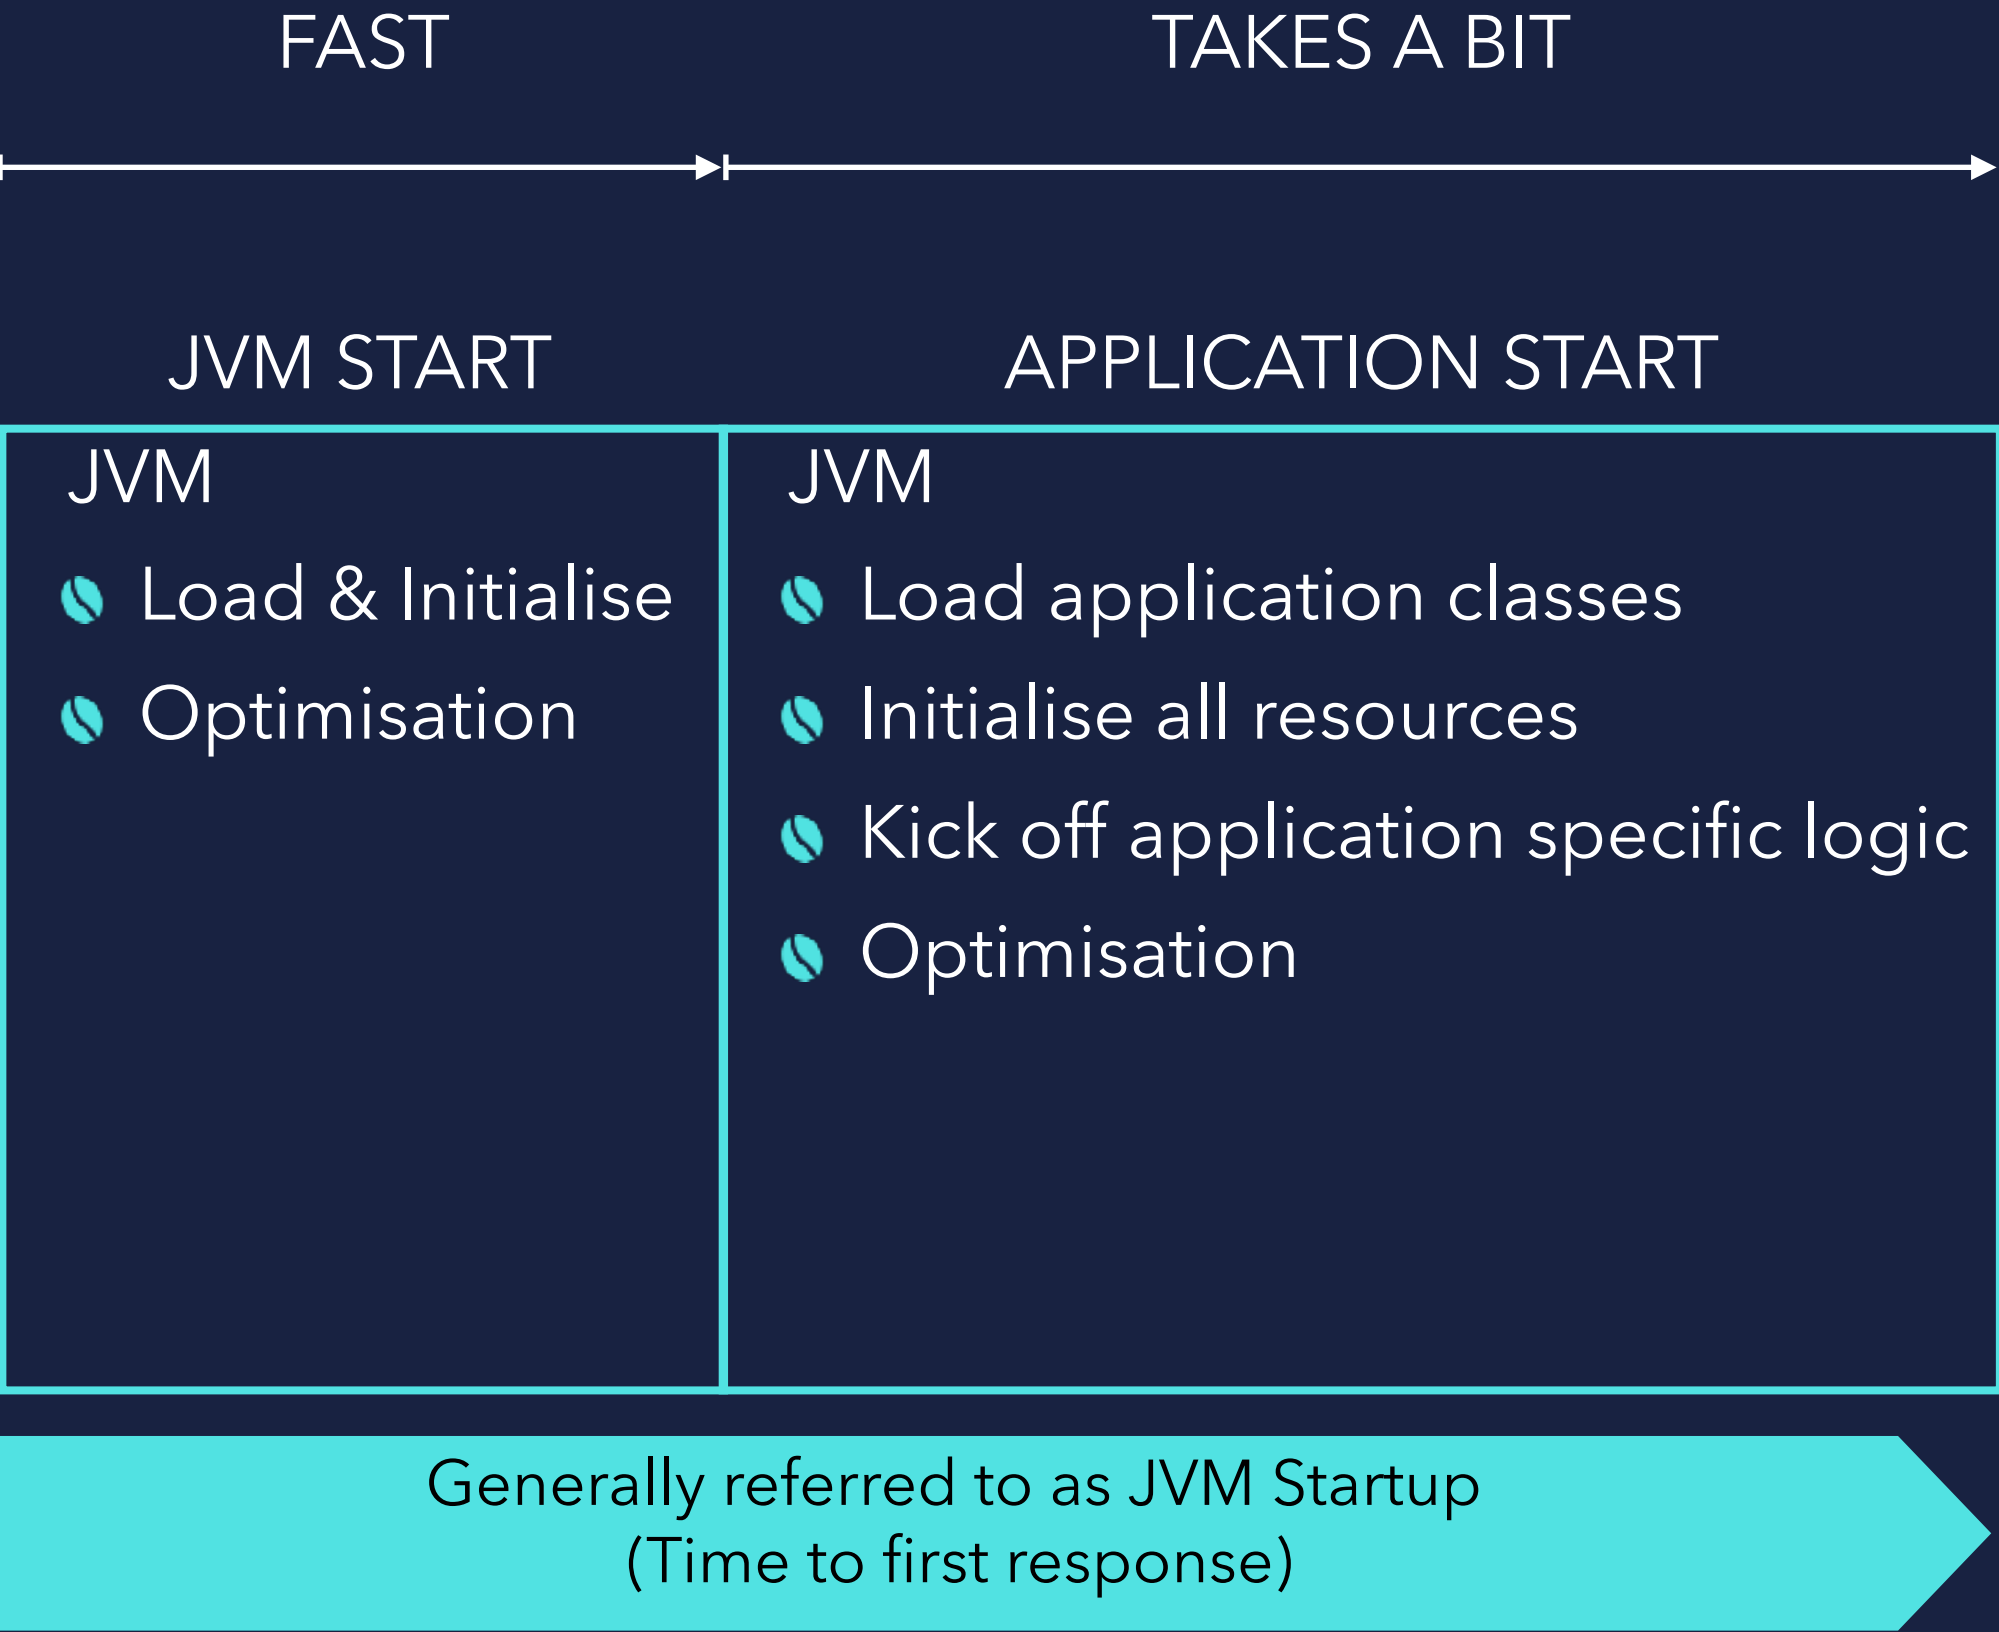 FAST
TAKES A BIT
JVM START
APPLICATION START
JVM
Load & Initialise
Optimisation
JVM
Load application classes
Initialise all resources
Kick off application specific logic
Optimisation
Generally referred to as JVM Startup
(Time to first response)